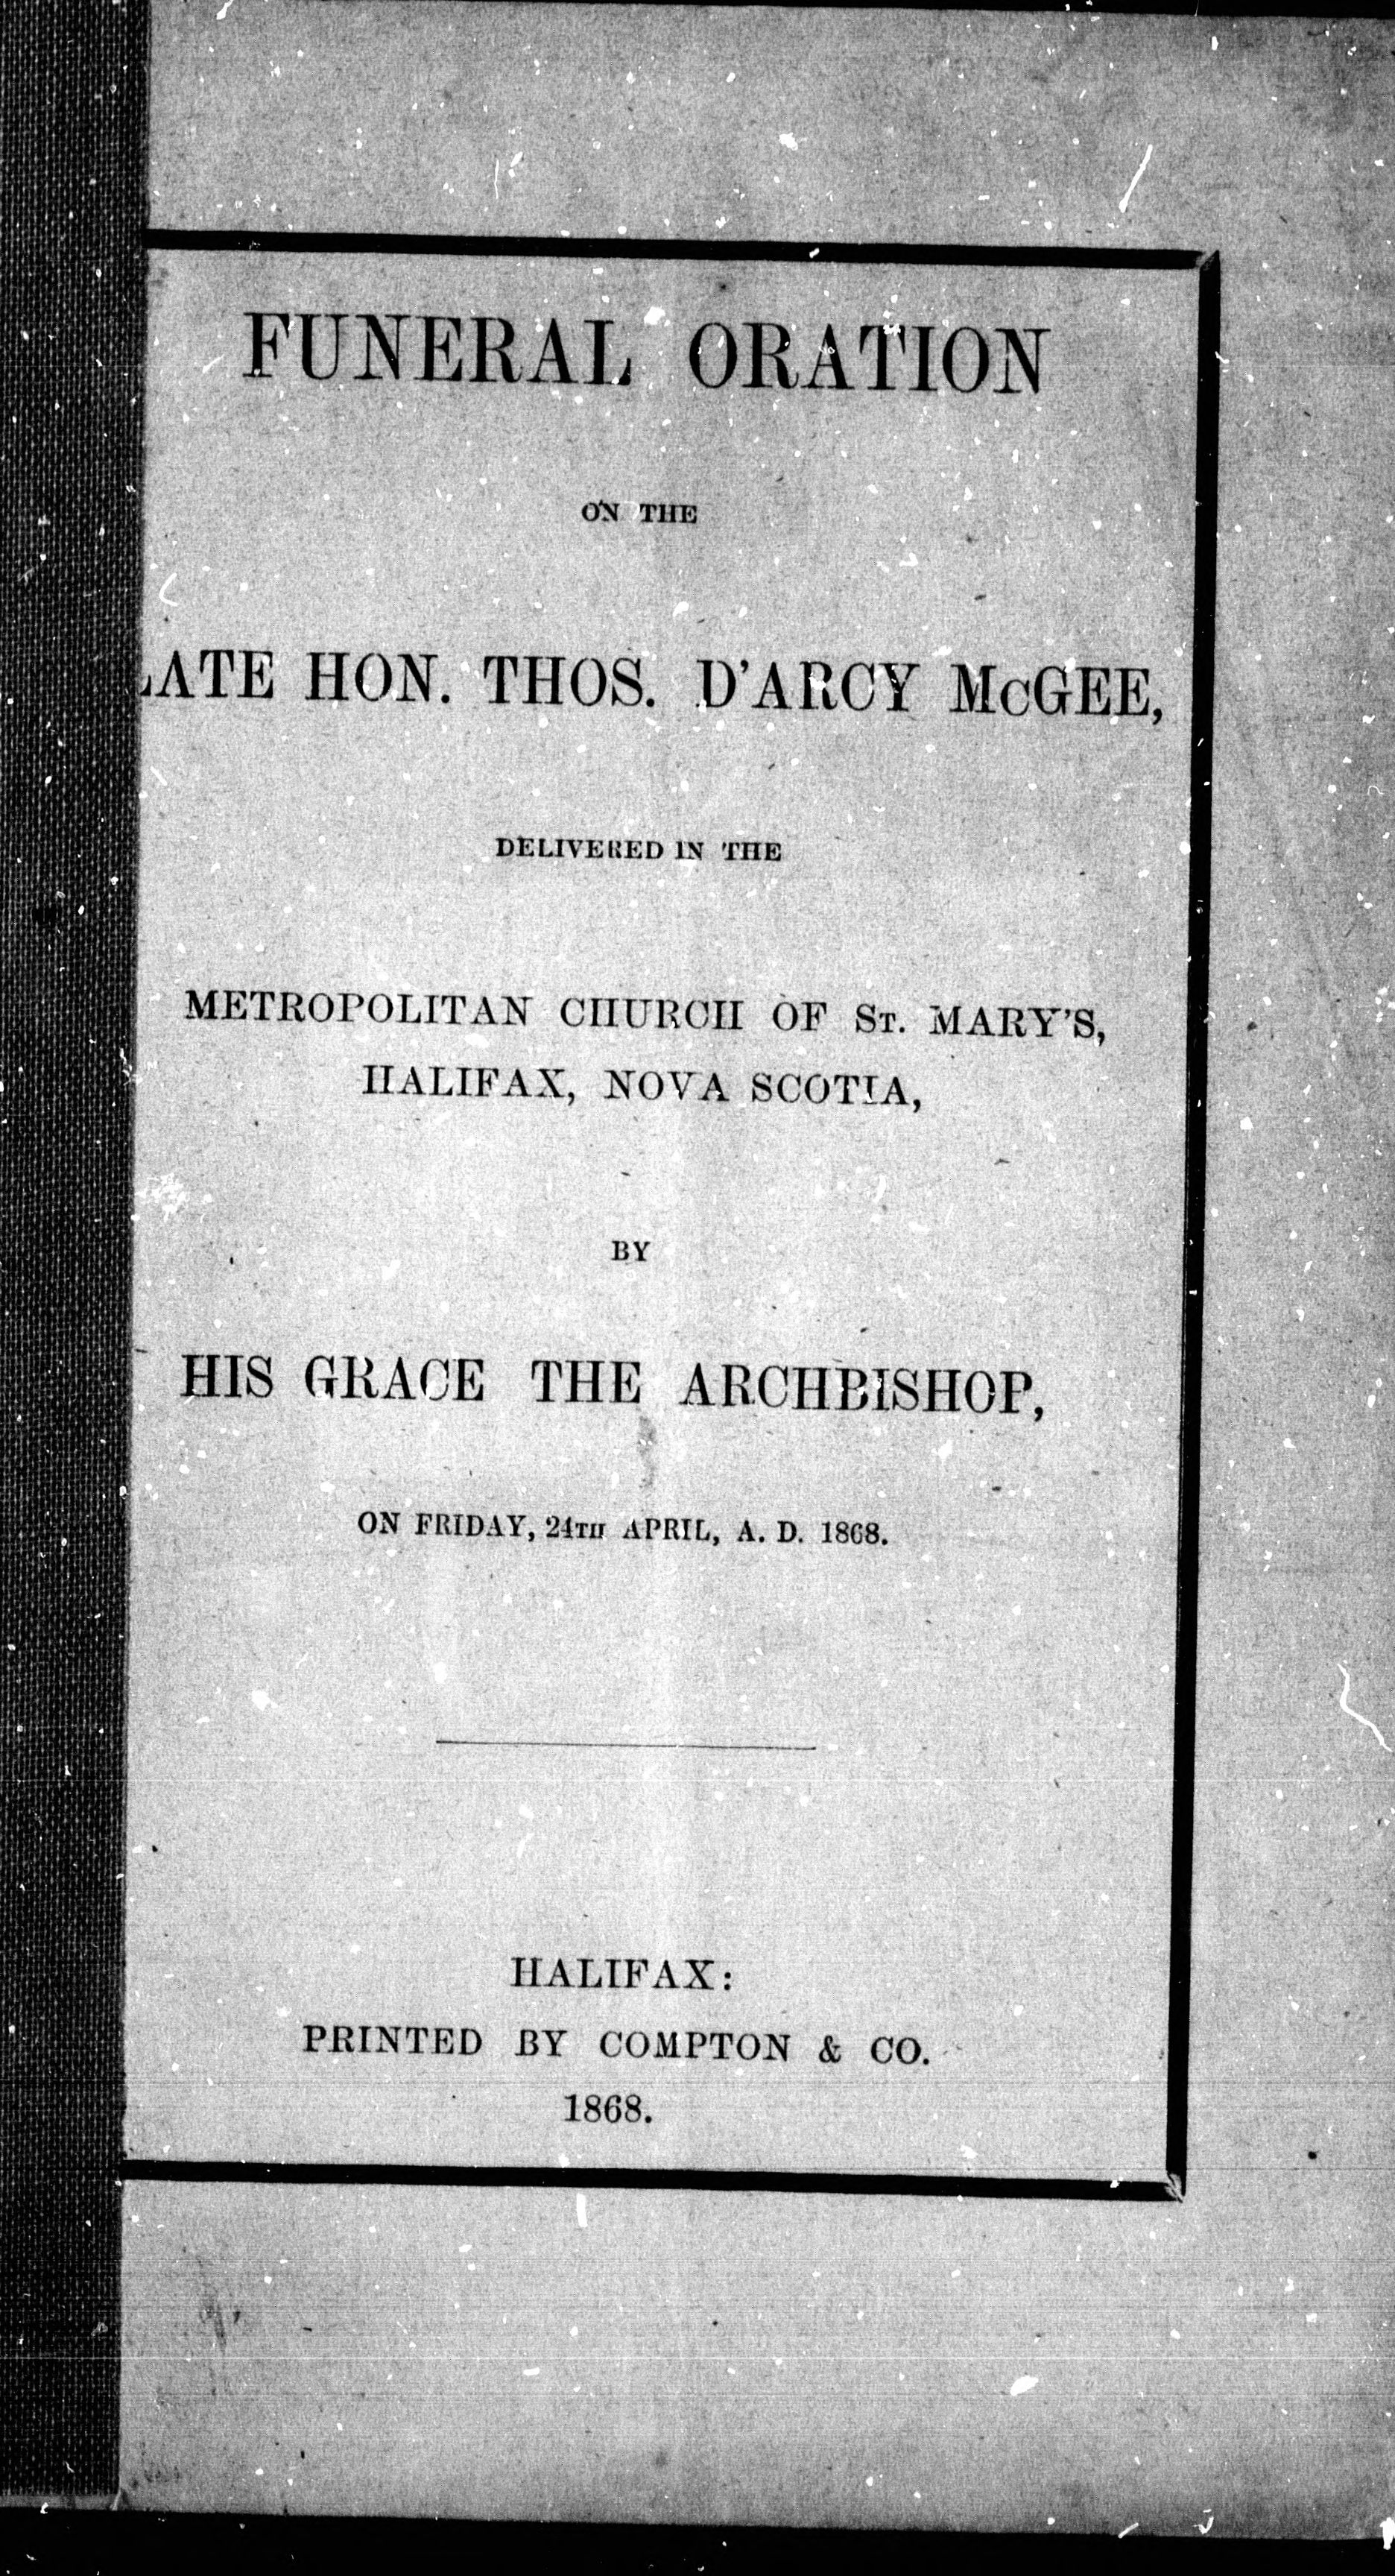 FUNERAL ORATION
ON THE
LATE HON. THOS. D'ARCY McGEE,
DELIVERED IN THE
METROPOLITAN CHURCH OF ST. MARY'S,
HALIFAX, NOVA SCOTIA,
BY
HIS GRACE THE ARCHBISHOP,
ON FRIDAY, 24TH APRIL, A. D. 1868.
HALIFAX:
PRINTED BY COMPTON & CO.
1868.